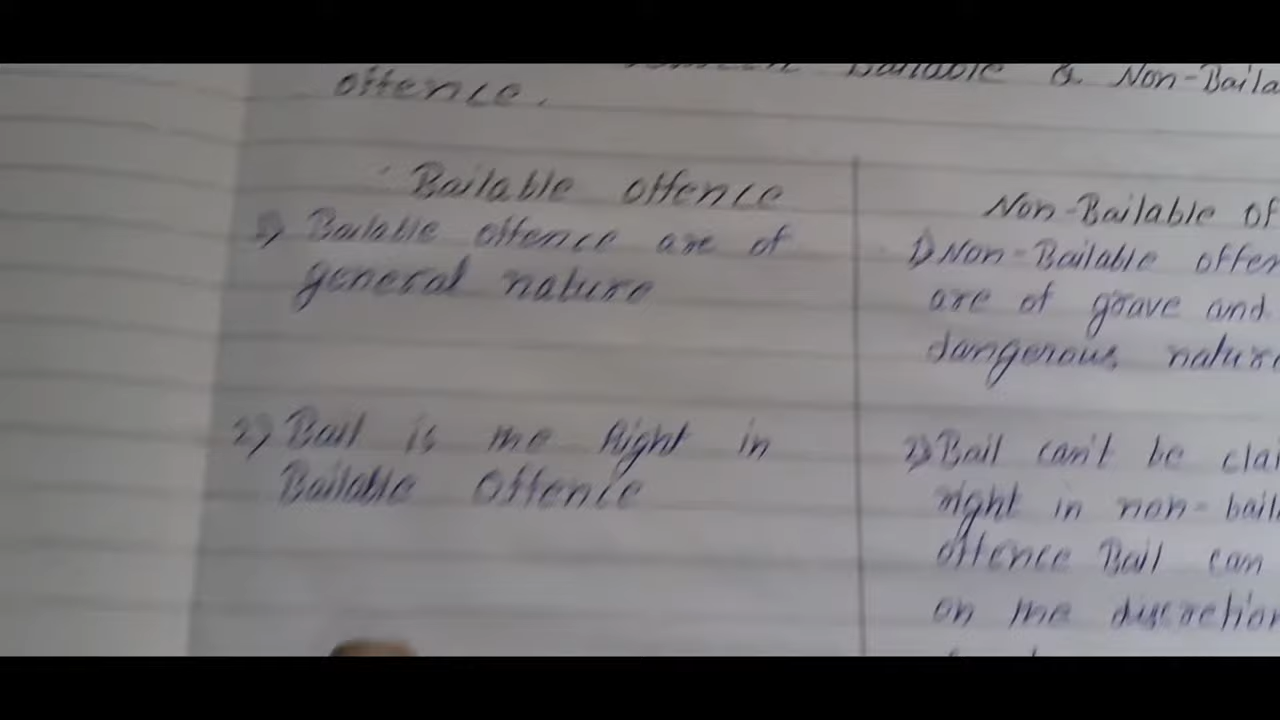 Bailable & Non-Baila
offence.
Bailable offence
1) Bailable offence are of
general nature
2) Bail is the Right in
Bailable Offence
Non-Bailable of
1) Non-Bailable offen
are of grave and
dangerous natur
2) Bail can't be clai
right in non-bail
offence Bail can
on the discretion